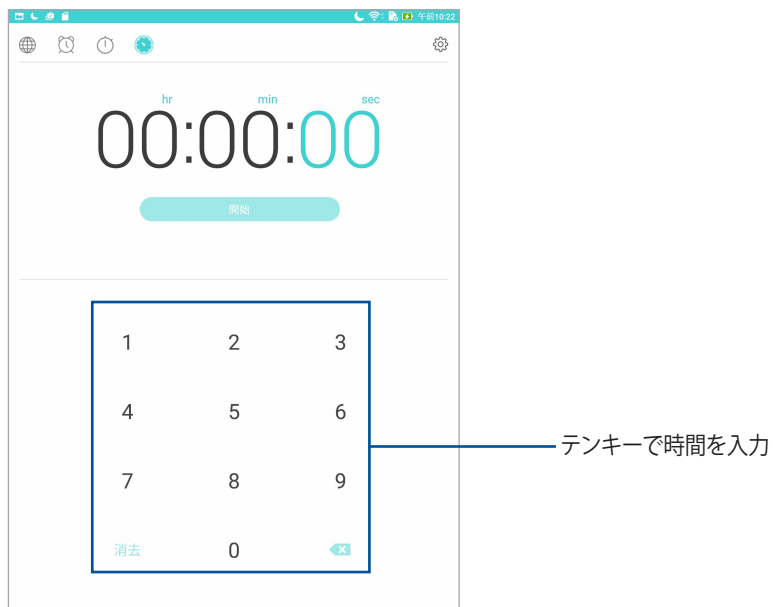 午前10:22
hr min sec
00:00:00
開始
1 2 3
4 5 6
テンキーで時間を入力
7 8 9
消去 0